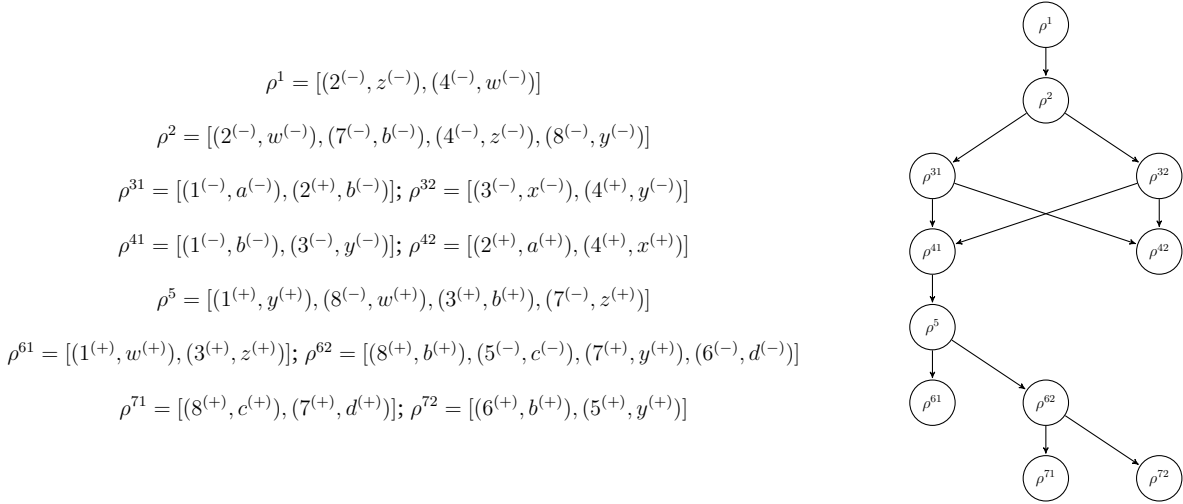 ρ^1 = [(2^(−), z^(−)), (4^(−), w^(−))]
ρ^2 = [(2^(−), w^(−)), (7^(−), b^(−)), (4^(−), z^(−)), (8^(−), y^(−))]
ρ^31 = [(1^(−), a^(−)), (2^(+), b^(−))]; ρ^32 = [(3^(−), x^(−)), (4^(+), y^(−))]
ρ^41 = [(1^(−), b^(−)), (3^(−), y^(−))]; ρ^42 = [(2^(+), a^(+)), (4^(+), x^(+))]
ρ^5 = [(1^(+), y^(+)), (8^(−), w^(+)), (3^(+), b^(+)), (7^(−), z^(+))]
ρ^61 = [(1^(+), w^(+)), (3^(+), z^(+))]; ρ^62 = [(8^(+), b^(+)), (5^(−), c^(−)), (7^(+), y^(+)), (6^(−), d^(−))]
ρ^71 = [(8^(+), c^(+)), (7^(+), d^(+))]; ρ^72 = [(6^(+), b^(+)), (5^(+), y^(+))]
ρ^1
ρ^2
ρ^31 ρ^32
ρ^41 ρ^42
ρ^5
ρ^61 ρ^62
ρ^71 ρ^72